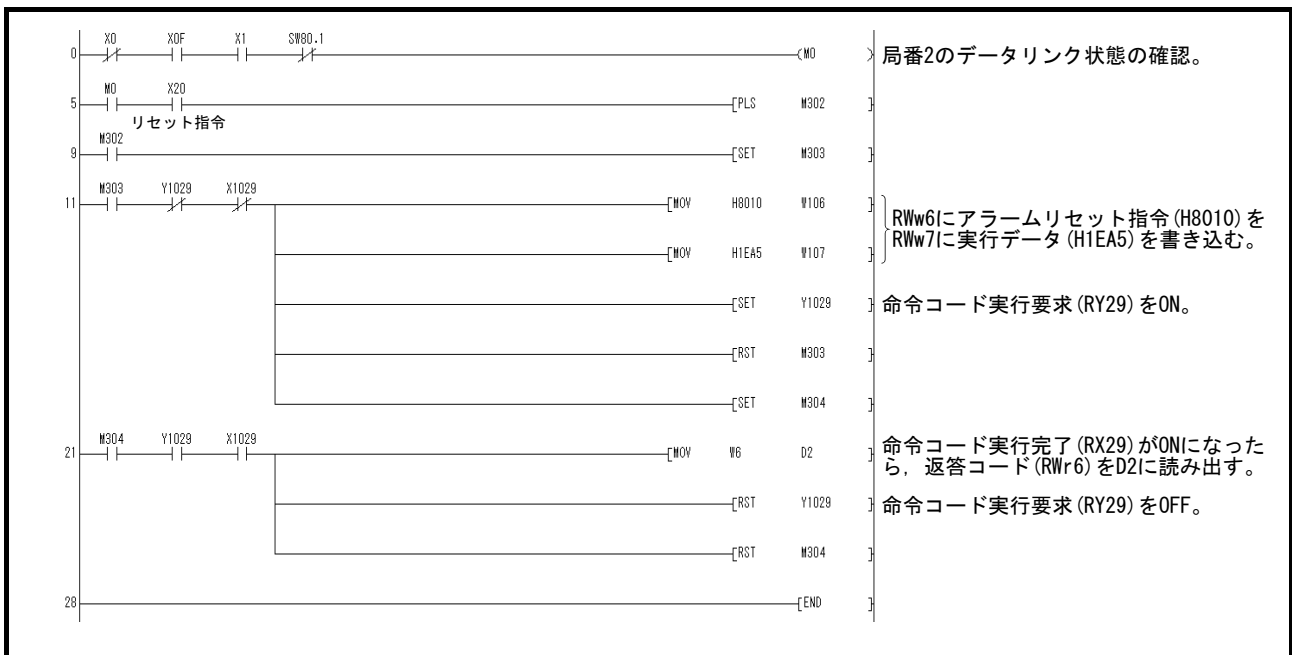 X0 X0F X1 SW80.1
0 (M0 ) 局番2のデータリンク状態の確認。
M0 X20
5 [PLS M302 ]
リセット指令
M302
9 [SET M303 ]
M303 Y1029 X1029
11 [MOV H8010 W106 ]
RWw6にアラームリセット指令(H8010)を
RWw7に実行データ(H1EA5)を書き込む。
[MOV H1EA5 W107 ]
[SET Y1029 ] 命令コード実行要求(RY29)をON。
[RST M303 ]
[SET M304 ]
M304 Y1029 X1029
21 [MOV W6 D2 ] 命令コード実行完了(RX29)がONになった
ら,返答コード(RWr6)をD2に読み出す。
[RST Y1029 ] 命令コード実行要求(RY29)をOFF。
[RST M304 ]
28 [END ]